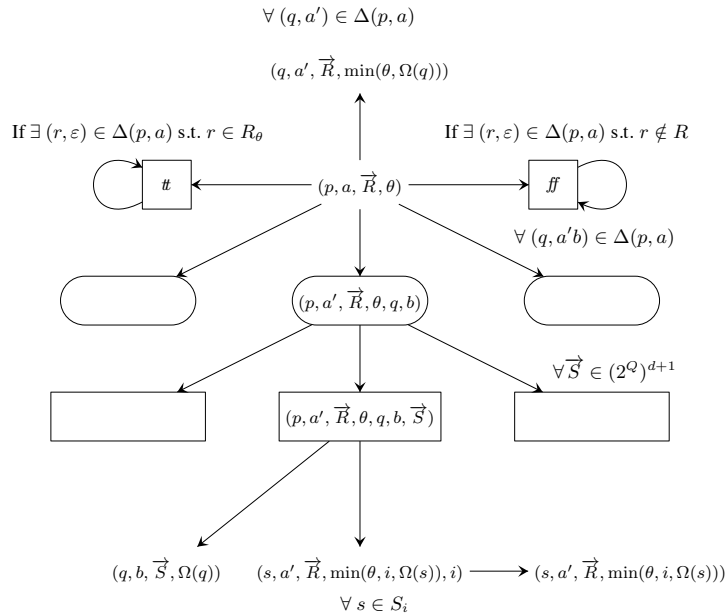 ∀ (q, a′) ∈ Δ(p, a)
(q, a′, R⃗, min(θ, Ω(q)))
If ∃ (r, ε) ∈ Δ(p, a) s.t. r ∈ R_θ
If ∃ (r, ε) ∈ Δ(p, a) s.t. r ∉ R
tt
(p, a, R⃗, θ)
ff
∀ (q, a′b) ∈ Δ(p, a)
(p, a′, R⃗, θ, q, b)
∀S⃗ ∈ (2^Q)^{d+1}
(p, a′, R⃗, θ, q, b, S⃗)
(q, b, S⃗, Ω(q))
(s, a′, R⃗, min(θ, i, Ω(s)), i)
(s, a′, R⃗, min(θ, i, Ω(s)))
∀ s ∈ S_i